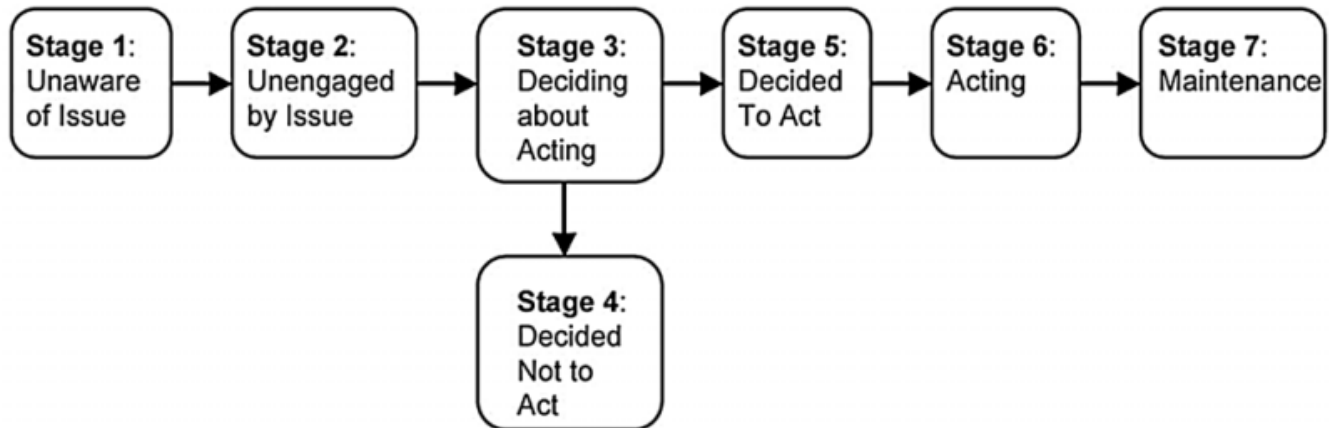 Stage 1:
Unaware
of Issue
Stage 2:
Unengaged
by Issue
Stage 3:
Deciding
about
Acting
Stage 5:
Decided
To Act
Stage 6:
Acting
Stage 7:
Maintenance
Stage 4:
Decided
Not to
Act